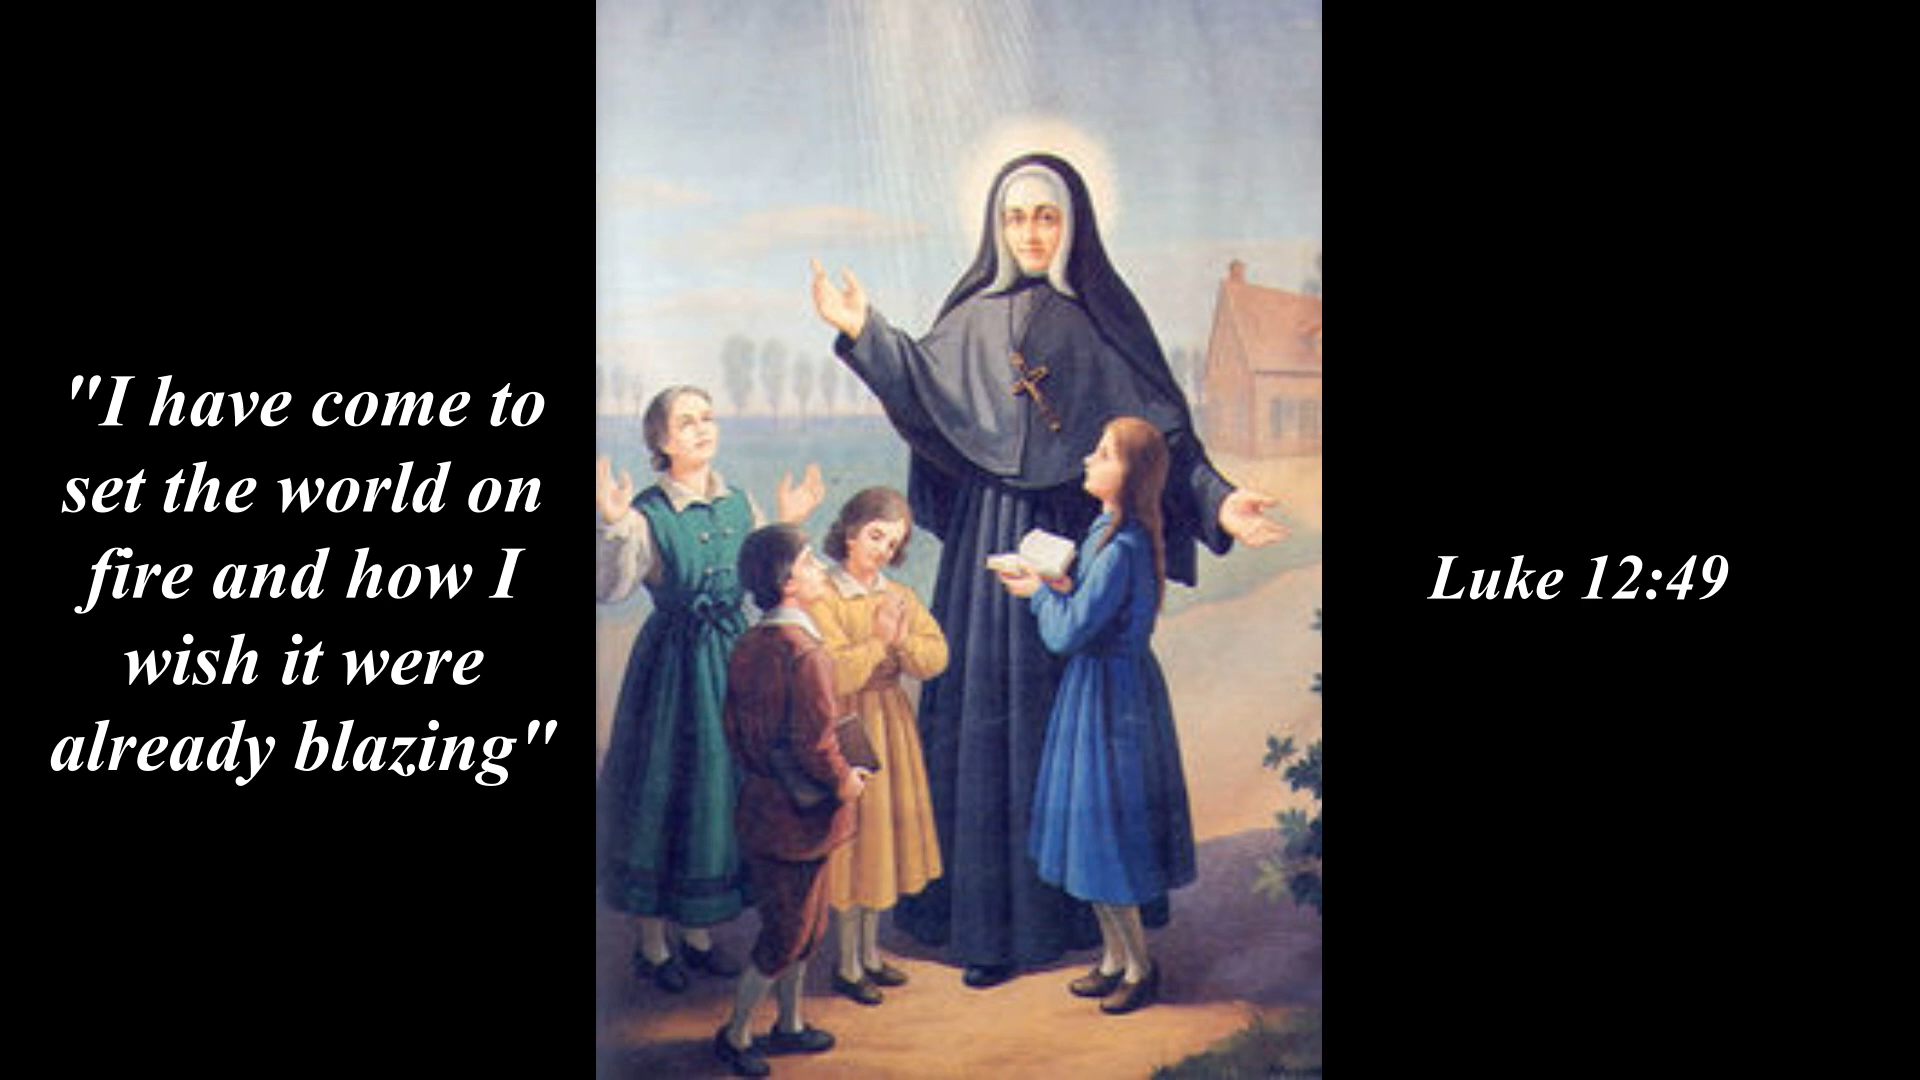 "I have come to
set the world on
fire and how I
wish it were
already blazing"
Luke 12:49